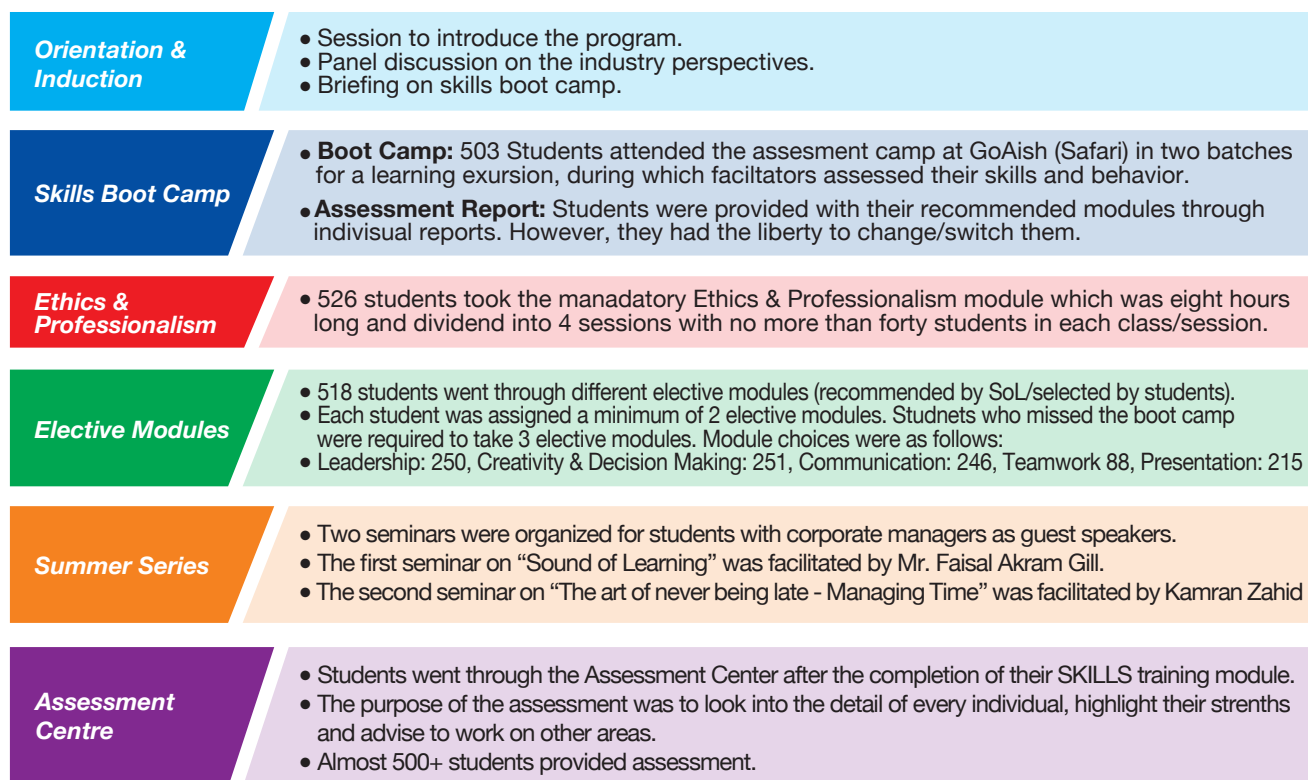 Orientation &
Induction
• Session to introduce the program.
• Panel discussion on the industry perspectives.
• Briefing on skills boot camp.
Skills Boot Camp
• Boot Camp: 503 Students attended the assesment camp at GoAish (Safari) in two batches
for a learning exursion, during which faciltators assessed their skills and behavior.
• Assessment Report: Students were provided with their recommended modules through
indivisual reports. However, they had the liberty to change/switch them.
Ethics &
Professionalism
• 526 students took the manadatory Ethics & Professionalism module which was eight hours
long and dividend into 4 sessions with no more than forty students in each class/session.
Elective Modules
• 518 students went through different elective modules (recommended by SoL/selected by students).
• Each student was assigned a minimum of 2 elective modules. Studnets who missed the boot camp
were required to take 3 elective modules. Module choices were as follows:
• Leadership: 250, Creativity & Decision Making: 251, Communication: 246, Teamwork 88, Presentation: 215
Summer Series
• Two seminars were organized for students with corporate managers as guest speakers.
• The first seminar on “Sound of Learning” was facilitated by Mr. Faisal Akram Gill.
• The second seminar on “The art of never being late - Managing Time” was facilitated by Kamran Zahid
Assessment
Centre
• Students went through the Assessment Center after the completion of their SKILLS training module.
• The purpose of the assessment was to look into the detail of every individual, highlight their strenths
and advise to work on other areas.
• Almost 500+ students provided assessment.